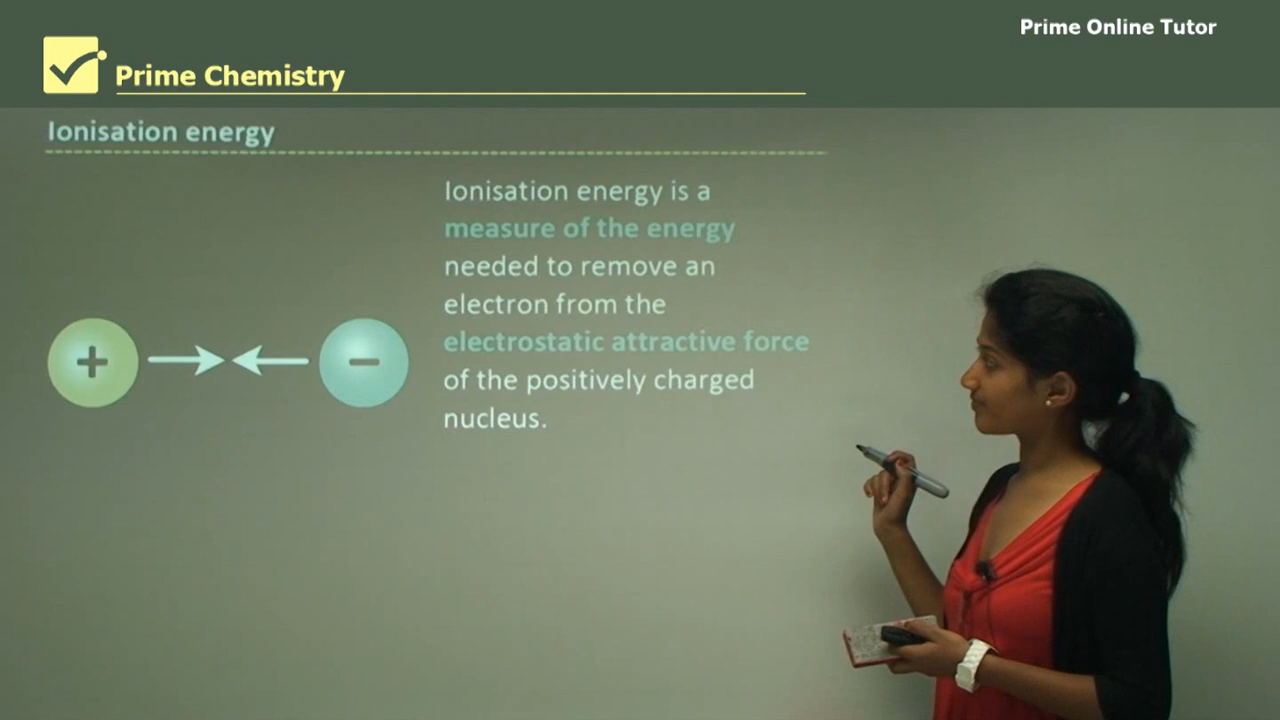 Prime Online Tutor
Prime Chemistry
Ionisation energy
Ionisation energy is a
measure of the energy
needed to remove an
electron from the
electrostatic attractive force
of the positively charged
nucleus.
+
−